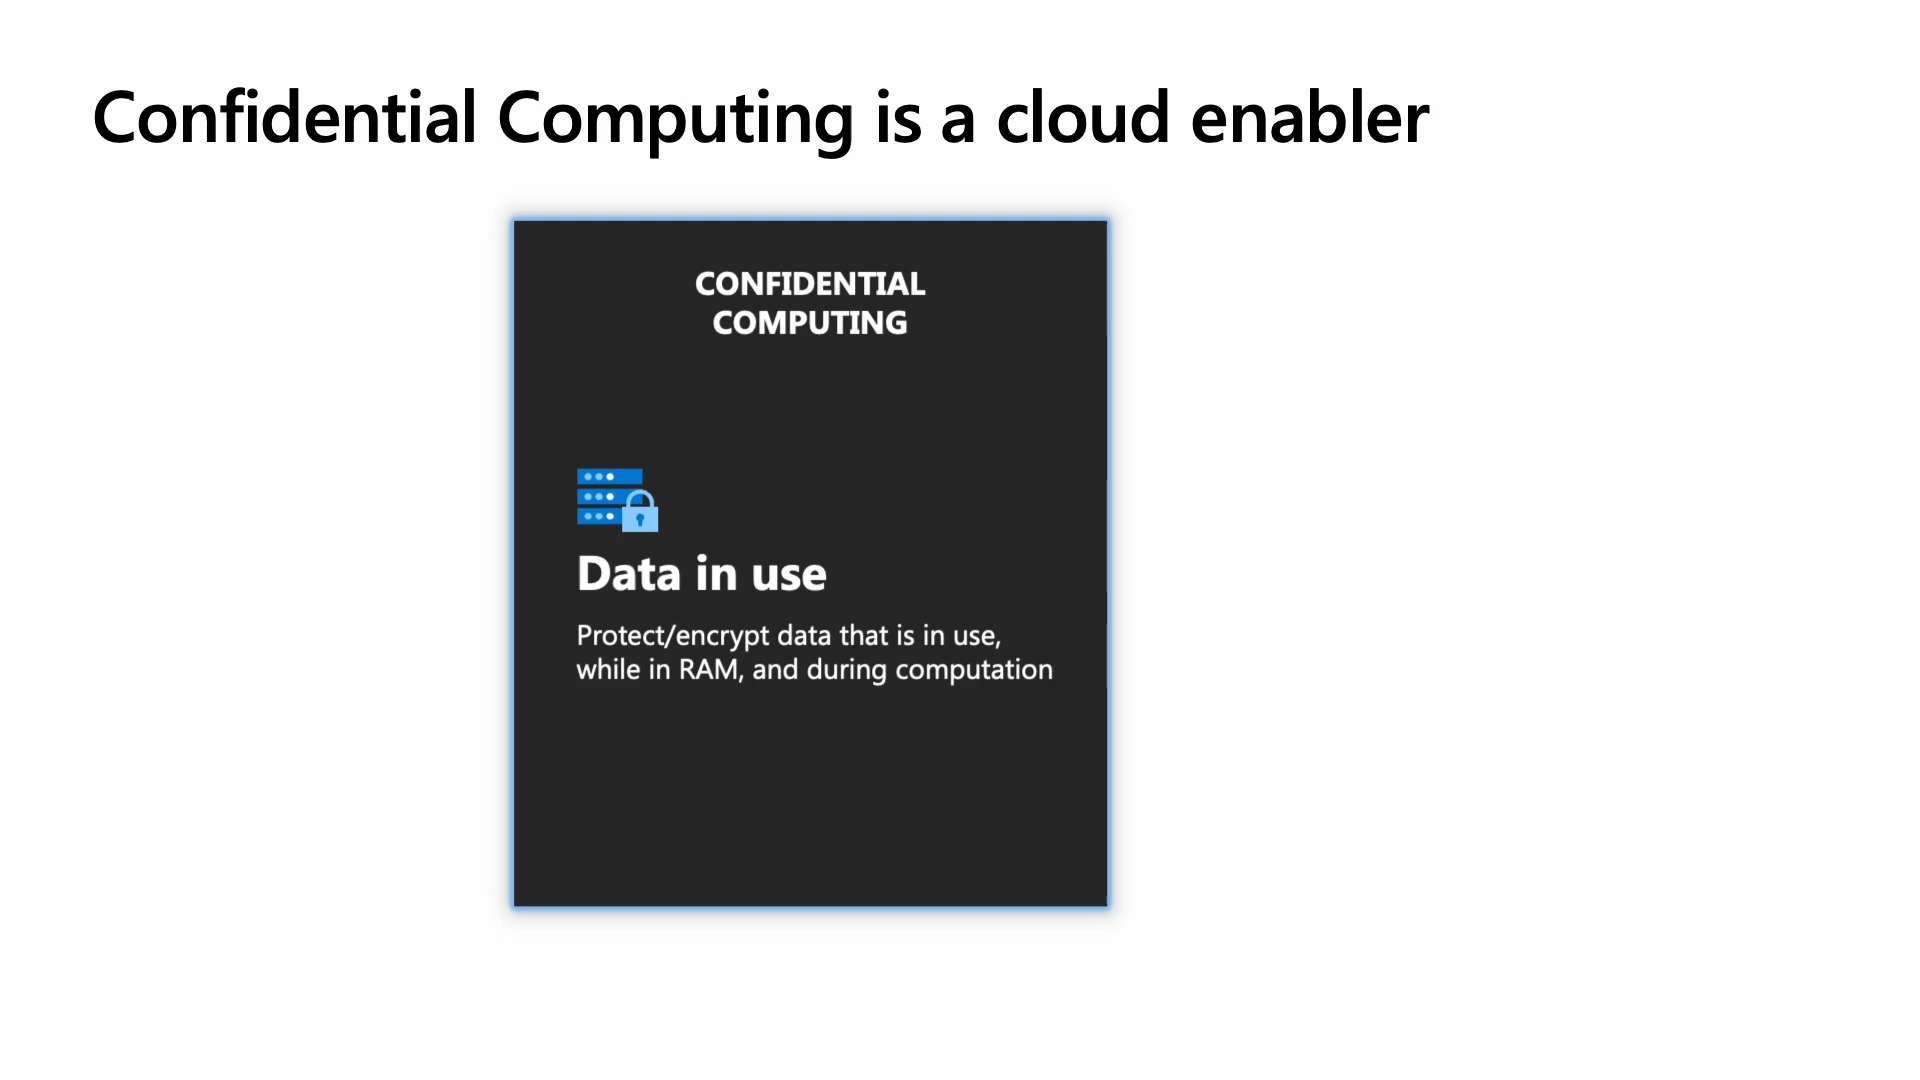 Confidential Computing is a cloud enabler
CONFIDENTIAL
COMPUTING
Data in use
Protect/encrypt data that is in use,
while in RAM, and during computation